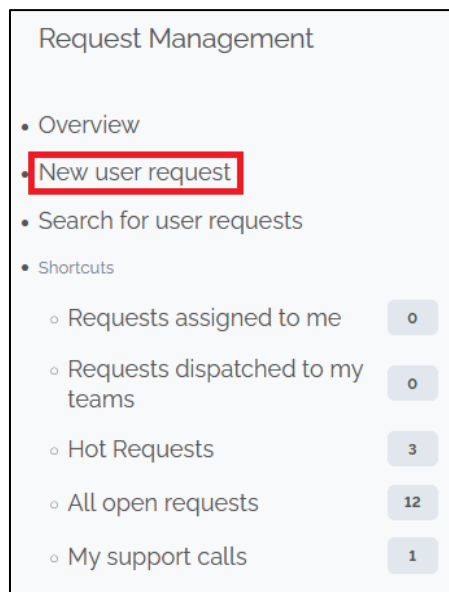 Request Management
Overview
New user request
Search for user requests
Shortcuts
Requests assigned to me 0
Requests dispatched to my
teams 0
Hot Requests 3
All open requests 12
My support calls 1